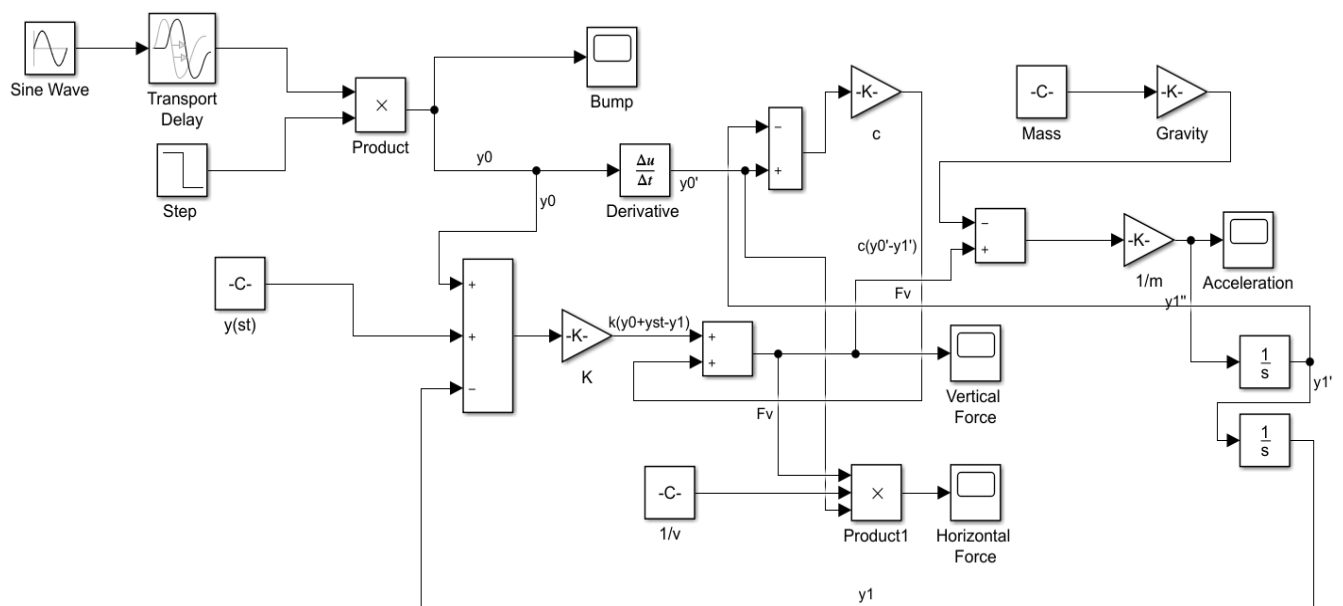 Sine Wave
Transport
Delay
×
Product
Step
Bump
y0
y0
Δu
Δt
Derivative
y0'
−
+
-K-
c
-C-
Mass
-K-
Gravity
−
+
c(y0'-y1')
Fv
-K-
1/m
y1''
Acceleration
-C-
y(st)
+
+
−
-K-
K
k(y0+yst-y1)
+
+
Fv
Vertical
Force
1
s
y1'
1
s
-C-
1/v
×
Product1
Horizontal
Force
y1